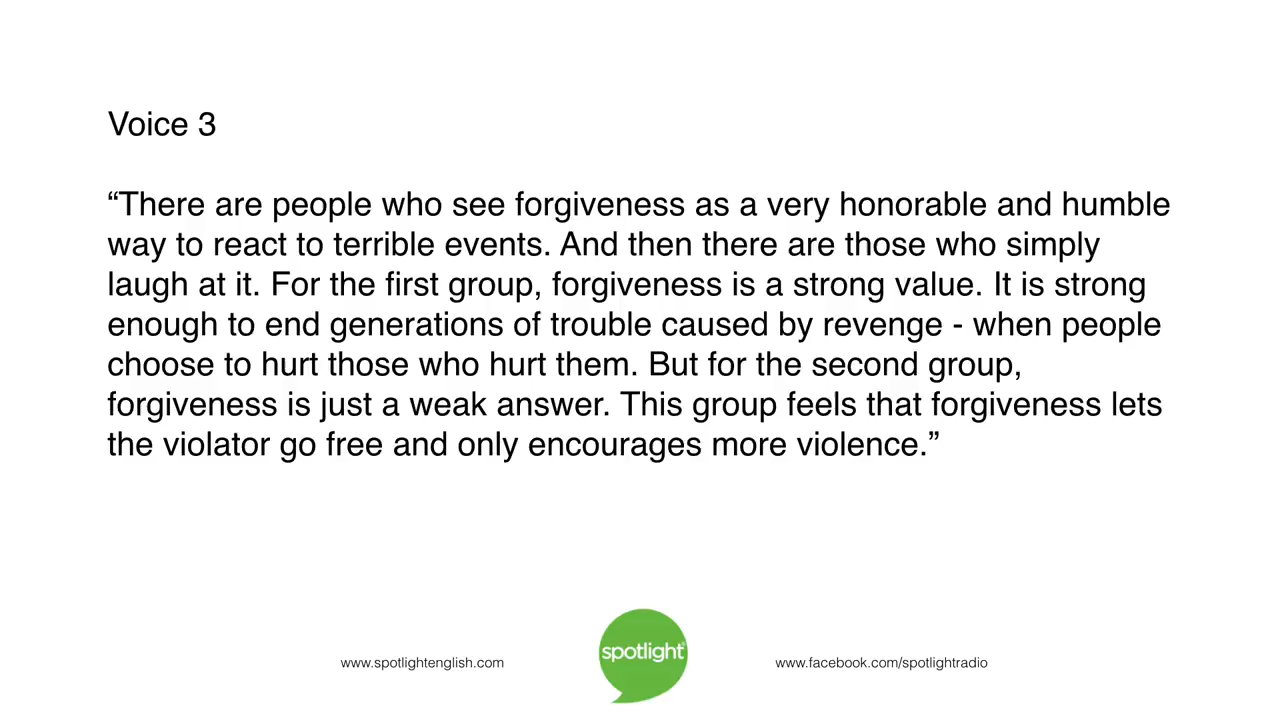 Voice 3
“There are people who see forgiveness as a very honorable and humble
way to react to terrible events. And then there are those who simply
laugh at it. For the first group, forgiveness is a strong value. It is strong
enough to end generations of trouble caused by revenge - when people
choose to hurt those who hurt them. But for the second group,
forgiveness is just a weak answer. This group feels that forgiveness lets
the violator go free and only encourages more violence.”
www.spotlightenglish.com
spotlight
www.facebook.com/spotlightradio